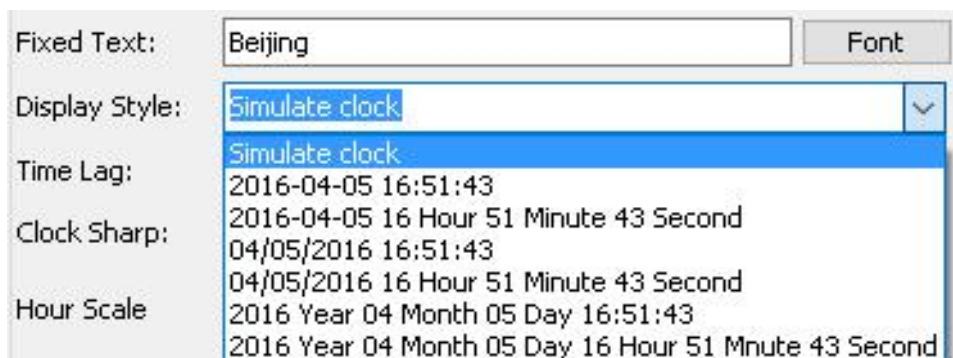 Fixed Text: Beijing Font
Display Style: Simulate clock
Simulate clock
Time Lag:
2016-04-05 16:51:43
2016-04-05 16 Hour 51 Minute 43 Second
Clock Sharp:
04/05/2016 16:51:43
04/05/2016 16 Hour 51 Minute 43 Second
Hour Scale
2016 Year 04 Month 05 Day 16:51:43
2016 Year 04 Month 05 Day 16 Hour 51 Mnute 43 Second